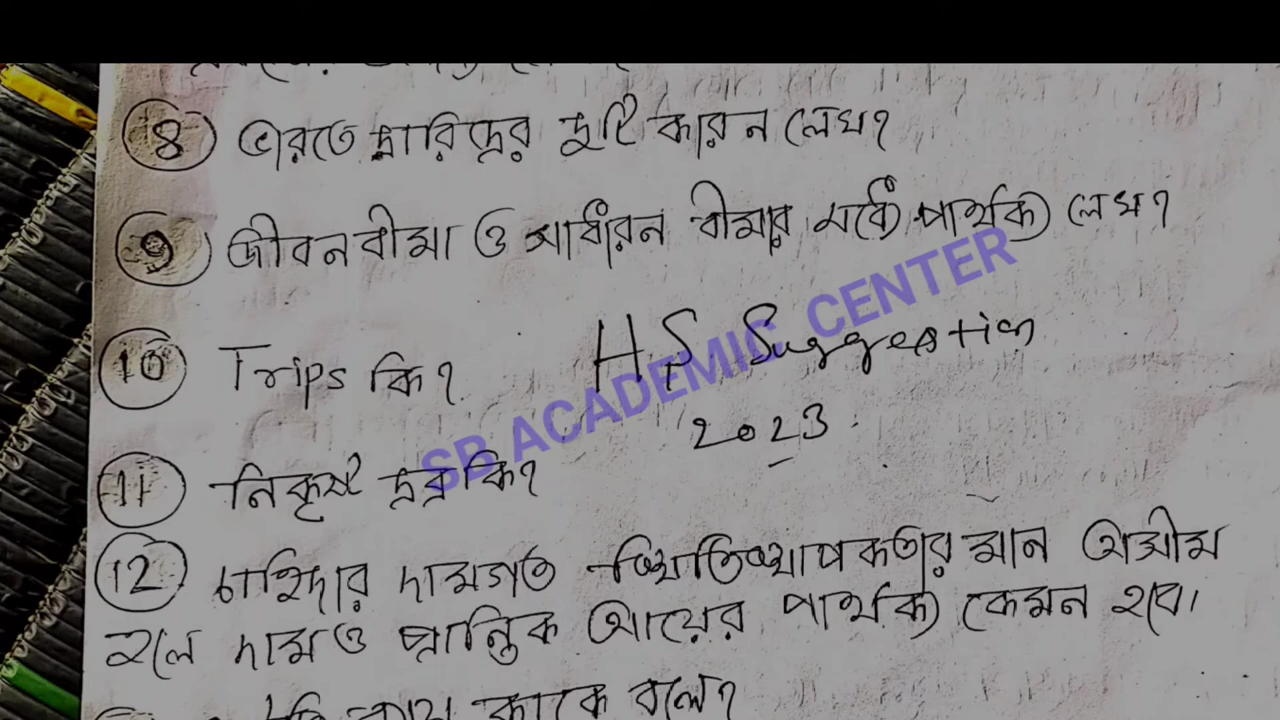 8 ভারতে দ্রারিদ্রের দুটি কারন লেখ?
9 জীবনবীমা ও সাধারন বীমার মধ্যে পার্থক্য লেখ?
10 Trips কি?
HS Suggestion
2023
SB ACADEMIC CENTER
11 নিকৃষ্ট দ্রব্য কি?
12 চাহিদার দামগত স্থিতিস্থাপকতার মান অসীম
হলে দাম ও প্রান্তিক আয়ের পার্থক্য কেমন হবে।
কাকে বলে?